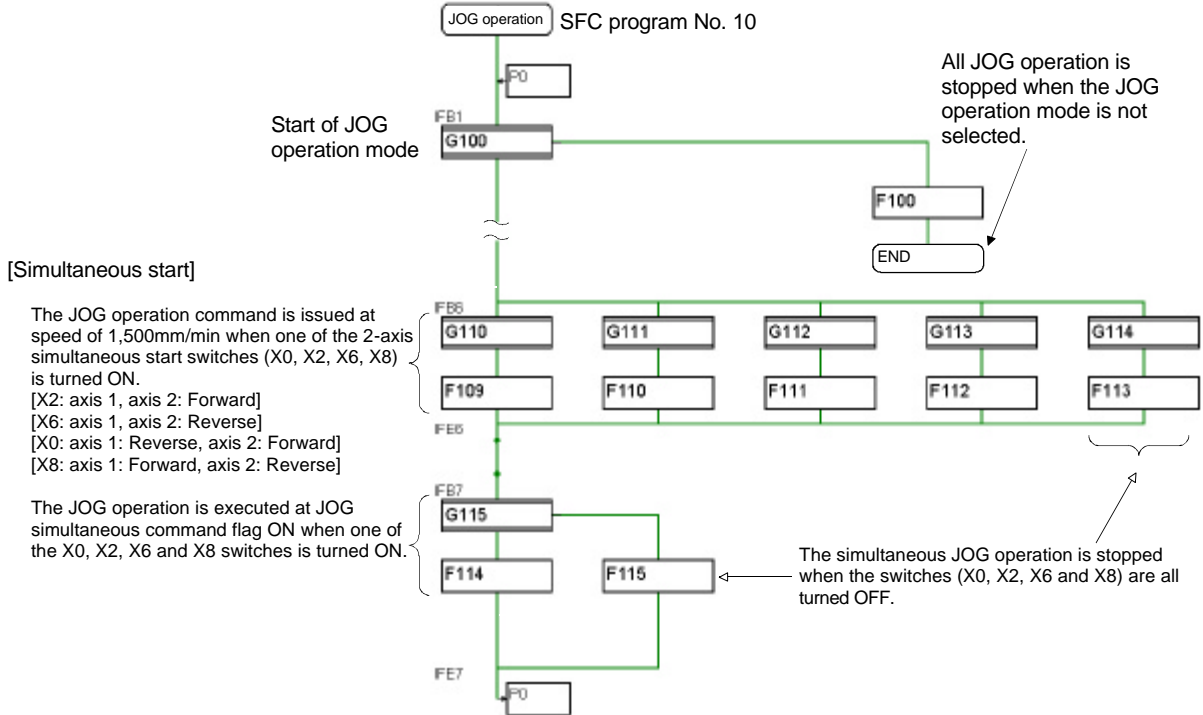 JOG operation
SFC program No. 10
P0
All JOG operation is
stopped when the JOG
operation mode is not
selected.
IFB1
Start of JOG
operation mode
G100
F100
END
[Simultaneous start]
The JOG operation command is issued at
speed of 1,500mm/min when one of the 2-axis
simultaneous start switches (X0, X2, X6, X8)
is turned ON.
[X2: axis 1, axis 2: Forward]
[X6: axis 1, axis 2: Reverse]
[X0: axis 1: Reverse, axis 2: Forward]
[X8: axis 1: Forward, axis 2: Reverse]
IFB6
G110 G111 G112 G113 G114
F109 F110 F111 F112 F113
IFE6
The JOG operation is executed at JOG
simultaneous command flag ON when one of
the X0, X2, X6 and X8 switches is turned ON.
IFB7
G115
F114 F115
The simultaneous JOG operation is stopped
when the switches (X0, X2, X6 and X8) are all
turned OFF.
IFE7
P0